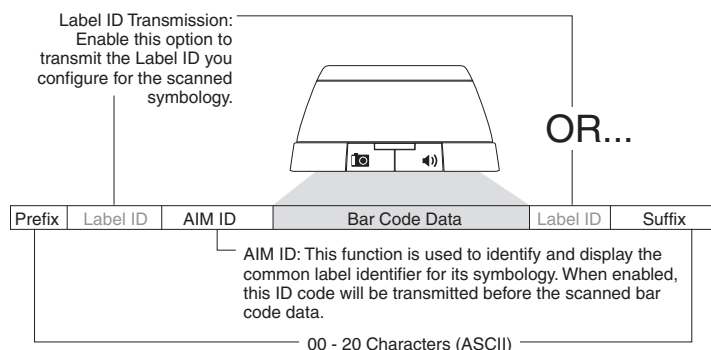 Label ID Transmission:
Enable this option to
transmit the Label ID you
configure for the scanned
symbology.
OR...
Prefix Label ID AIM ID Bar Code Data Label ID Suffix
AIM ID: This function is used to identify and display the
common label identifier for its symbology. When enabled,
this ID code will be transmitted before the scanned bar
code data.
00 - 20 Characters (ASCII)